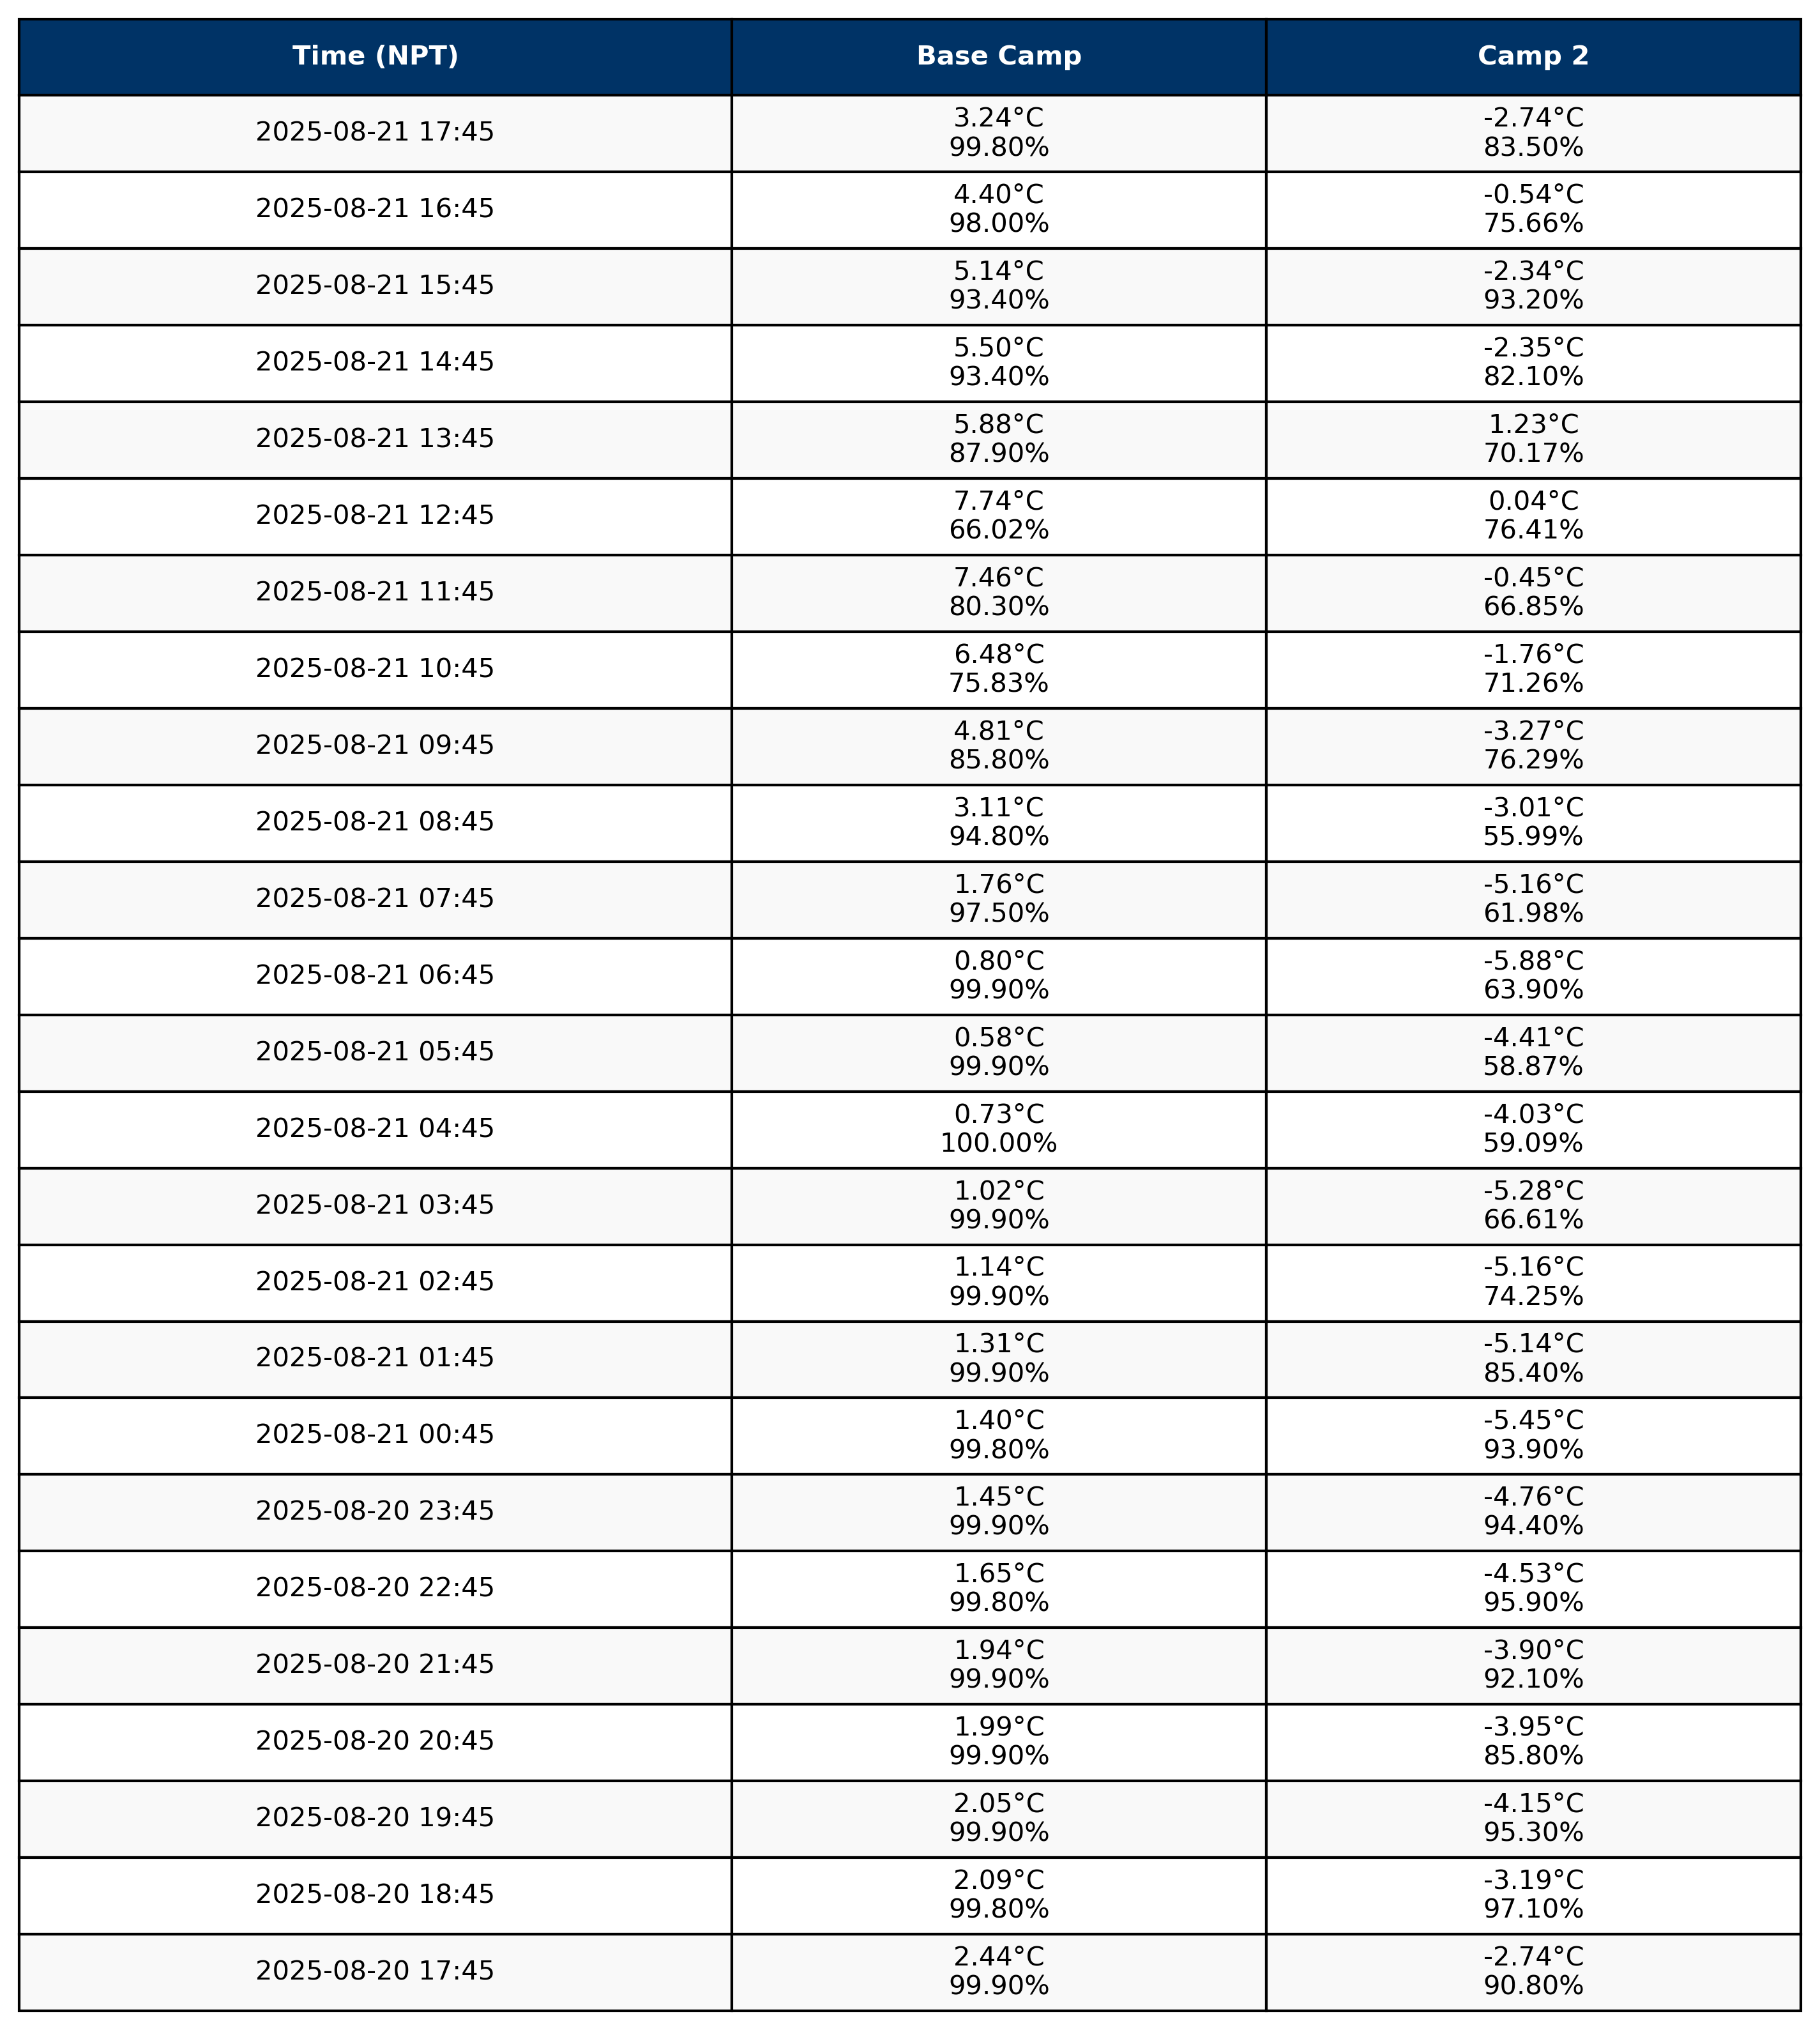 Time (NPT) Base Camp Camp 2
2025-08-21 17:45 3.24°C -2.74°C
99.80% 83.50%
2025-08-21 16:45 4.40°C -0.54°C
98.00% 75.66%
2025-08-21 15:45 5.14°C -2.34°C
93.40% 93.20%
2025-08-21 14:45 5.50°C -2.35°C
93.40% 82.10%
2025-08-21 13:45 5.88°C 1.23°C
87.90% 70.17%
2025-08-21 12:45 7.74°C 0.04°C
66.02% 76.41%
2025-08-21 11:45 7.46°C -0.45°C
80.30% 66.85%
2025-08-21 10:45 6.48°C -1.76°C
75.83% 71.26%
2025-08-21 09:45 4.81°C -3.27°C
85.80% 76.29%
2025-08-21 08:45 3.11°C -3.01°C
94.80% 55.99%
2025-08-21 07:45 1.76°C -5.16°C
97.50% 61.98%
2025-08-21 06:45 0.80°C -5.88°C
99.90% 63.90%
2025-08-21 05:45 0.58°C -4.41°C
99.90% 58.87%
2025-08-21 04:45 0.73°C -4.03°C
100.00% 59.09%
2025-08-21 03:45 1.02°C -5.28°C
99.90% 66.61%
2025-08-21 02:45 1.14°C -5.16°C
99.90% 74.25%
2025-08-21 01:45 1.31°C -5.14°C
99.90% 85.40%
2025-08-21 00:45 1.40°C -5.45°C
99.80% 93.90%
2025-08-20 23:45 1.45°C -4.76°C
99.90% 94.40%
2025-08-20 22:45 1.65°C -4.53°C
99.80% 95.90%
2025-08-20 21:45 1.94°C -3.90°C
99.90% 92.10%
2025-08-20 20:45 1.99°C -3.95°C
99.90% 85.80%
2025-08-20 19:45 2.05°C -4.15°C
99.90% 95.30%
2025-08-20 18:45 2.09°C -3.19°C
99.80% 97.10%
2025-08-20 17:45 2.44°C -2.74°C
99.90% 90.80%